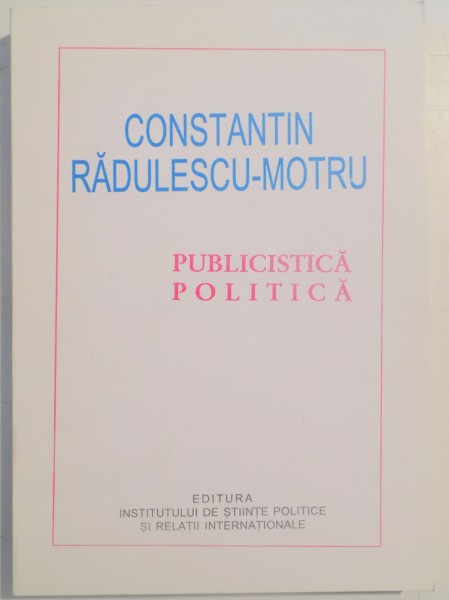 CONSTANTIN
RĂDULESCU-MOTRU
PUBLICISTICĂ
POLITICĂ
EDITURA
INSTITUTULUI DE ȘTIINȚE POLITICE
ȘI RELAȚII INTERNAȚIONALE